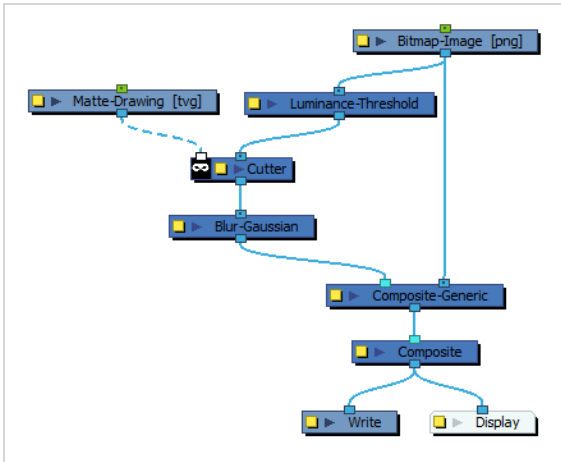 Bitmap-Image [png]
Matte-Drawing [tvg]
Luminance-Threshold
Cutter
Blur-Gaussian
Composite-Generic
Composite
Write
Display